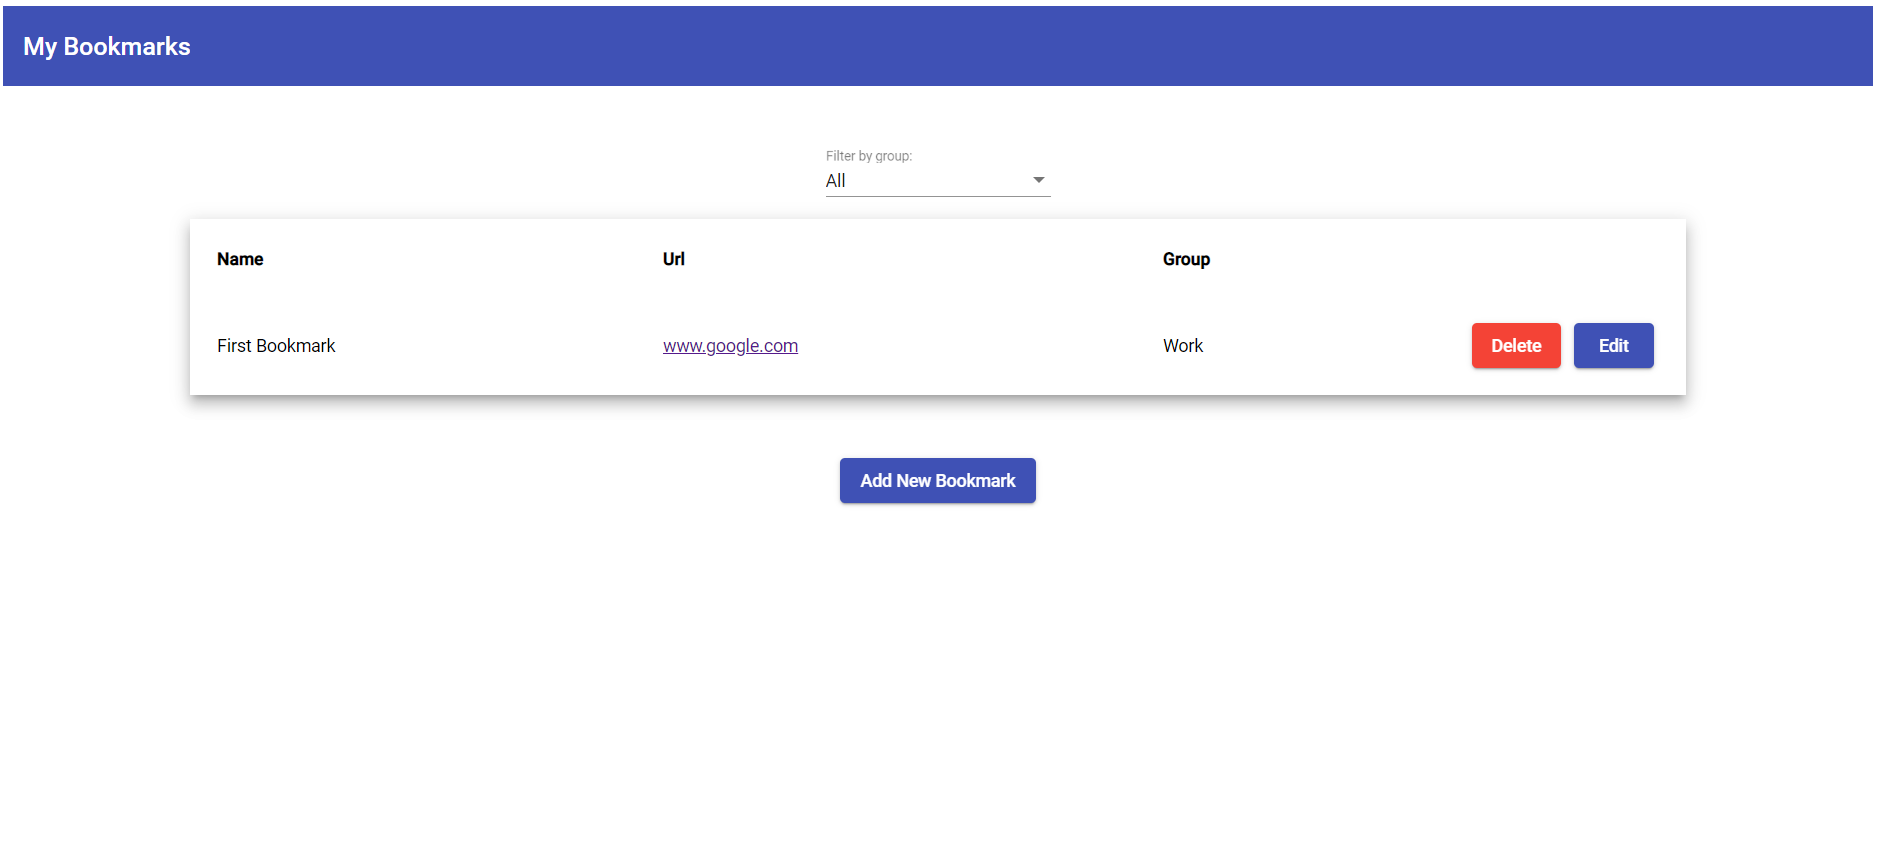 My Bookmarks
Filter by group:
All
Name Url Group
First Bookmark www.google.com Work Delete Edit
Add New Bookmark